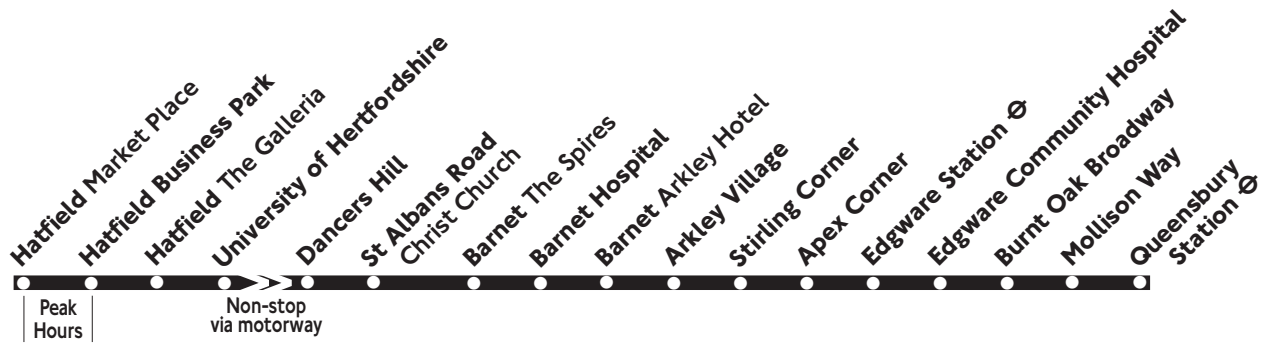 Hatfield Market Place
Hatfield Business Park
Hatfield The Galleria
University of Hertfordshire
Dancers Hill
St Albans Road
Christ Church
Barnet The Spires
Barnet Hospital
Barnet Arkley Hotel
Arkley Village
Stirling Corner
Apex Corner
Edgware Station
Edgware Community Hospital
Burnt Oak Broadway
Mollison Way
Queensbury
Station
Peak
Hours
Non-stop
via motorway